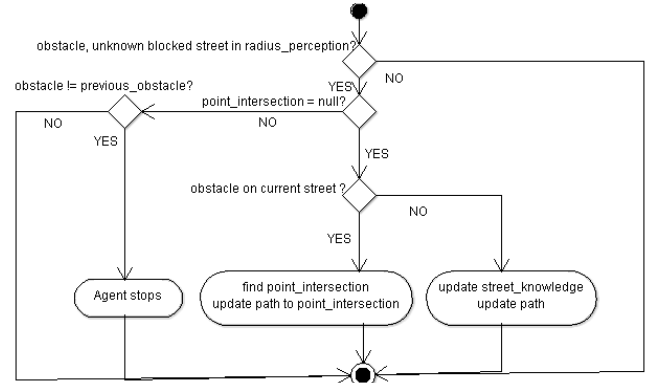 obstacle, unknown blocked street in radius_perception?
NO
YES
obstacle != previous_obstacle?
point_intersection = null?
NO
NO
YES
YES
obstacle on current street ?
NO
YES
Agent stops
find point_intersection
update path to point_intersection
update street_knowledge
update path